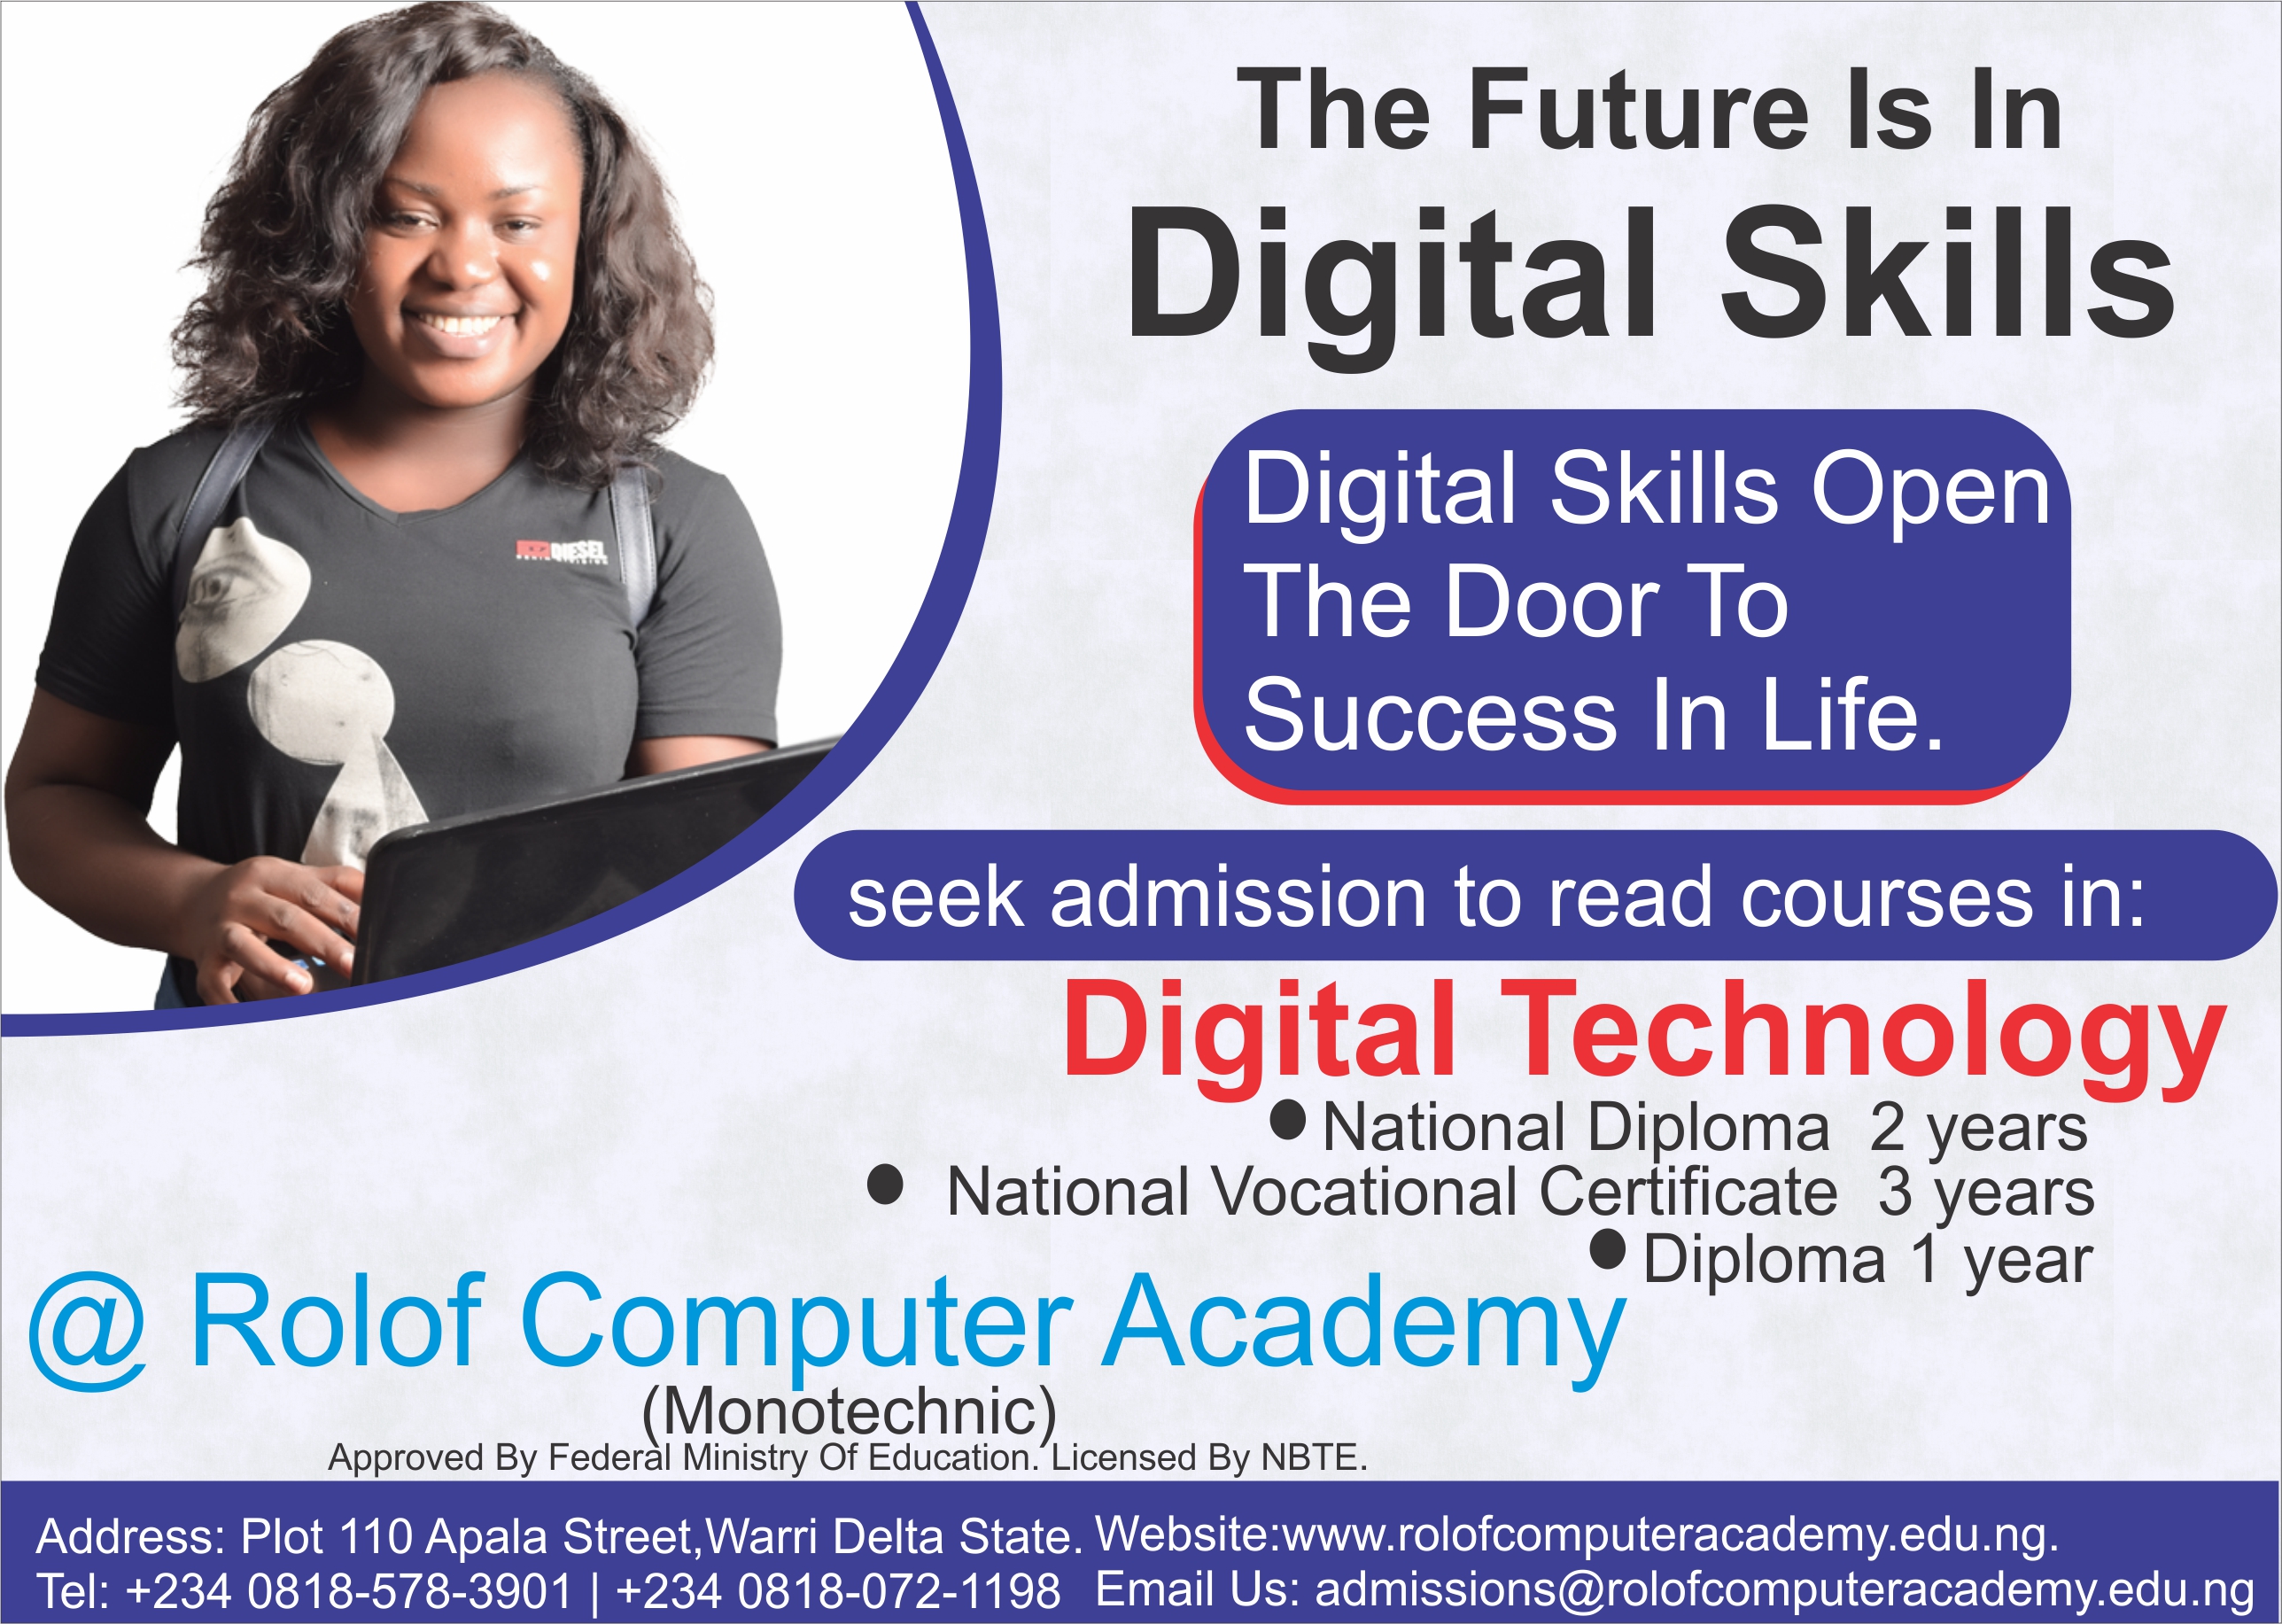 The Future Is In
Digital Skills
DIESEL
Digital Skills Open
The Door To
Success In Life.
seek admission to read courses in:
Digital Technology
● National Diploma  2 years
● National Vocational Certificate  3 years
● Diploma 1 year
@ Rolof Computer Academy
(Monotechnic)
Approved By Federal Ministry Of Education. Licensed By NBTE.
Address: Plot 110 Apala Street,Warri Delta State.
Tel: +234 0818-578-3901 | +234 0818-072-1198
Website:www.rolofcomputeracademy.edu.ng.
Email Us: admissions@rolofcomputeracademy.edu.ng